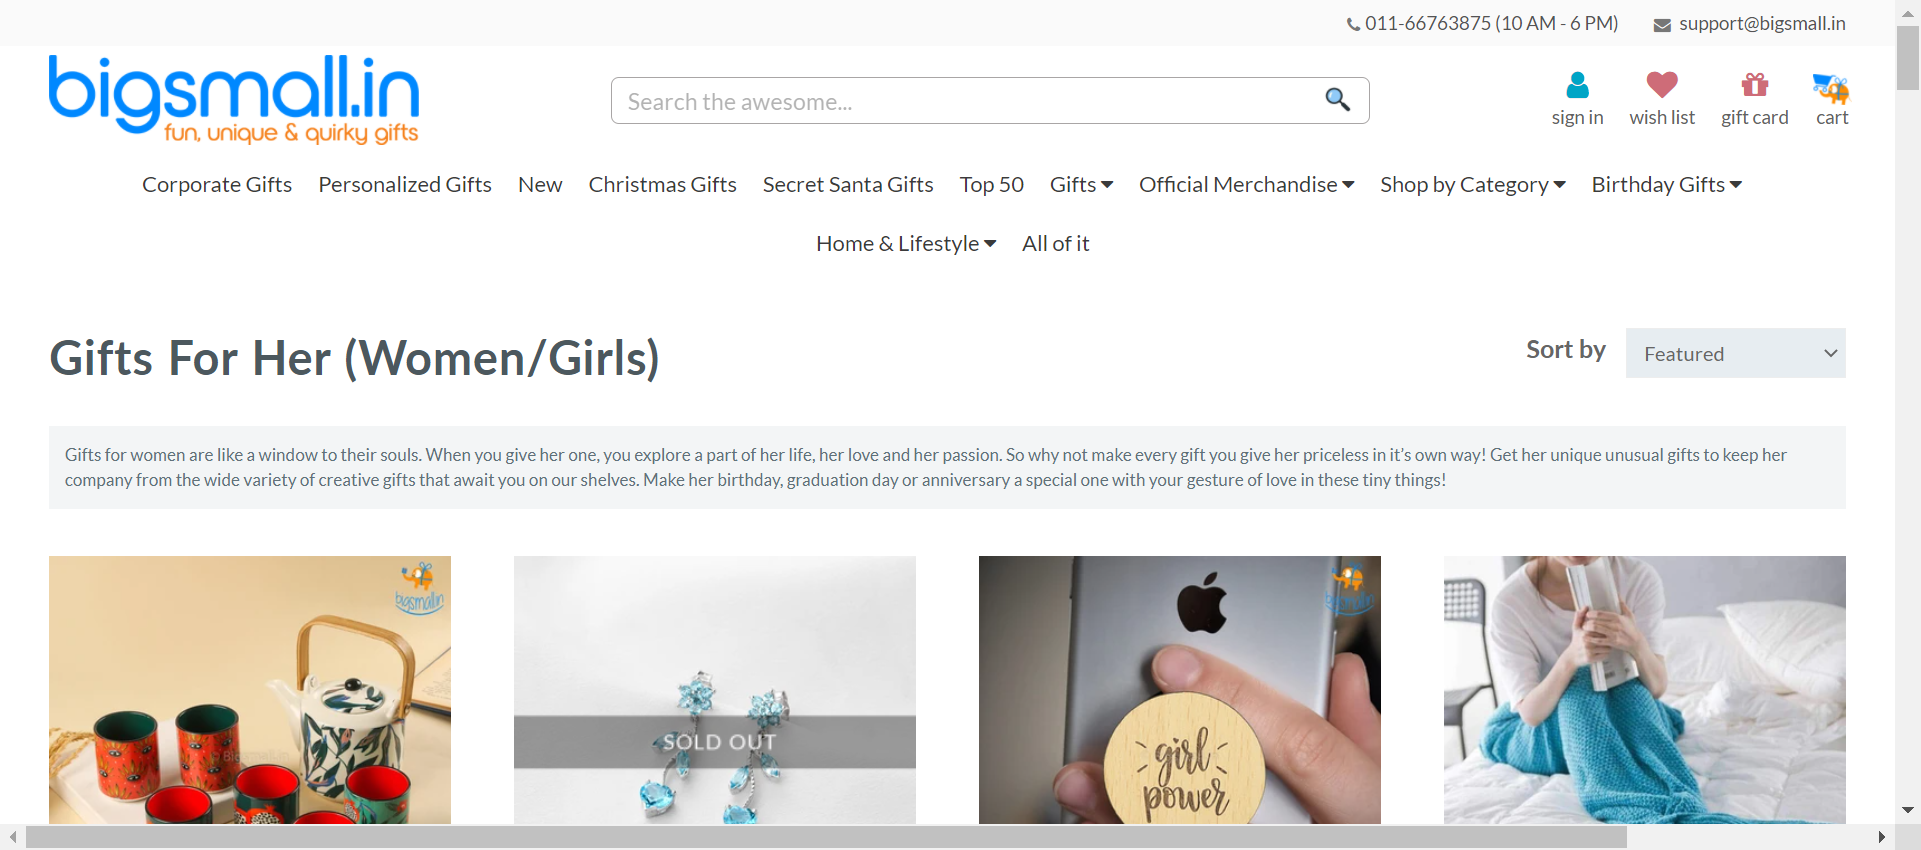 011-66763875 (10 AM - 6 PM) support@bigsmall.in
bigsmall.in
fun, unique & quirky gifts
Search the awesome...
sign in wish list gift card cart
Corporate Gifts Personalized Gifts New Christmas Gifts Secret Santa Gifts Top 50 Gifts Official Merchandise Shop by Category Birthday Gifts
Home & Lifestyle All of it
Gifts For Her (Women/Girls)
Sort by Featured
Gifts for women are like a window to their souls. When you give her one, you explore a part of her life, her love and her passion. So why not make every gift you give her priceless in it’s own way! Get her unique unusual gifts to keep her
company from the wide variety of creative gifts that await you on our shelves. Make her birthday, graduation day or anniversary a special one with your gesture of love in these tiny things!
bigsmall.in
© Bigsmall.in
SOLD OUT
bigsmall.in
girl
power